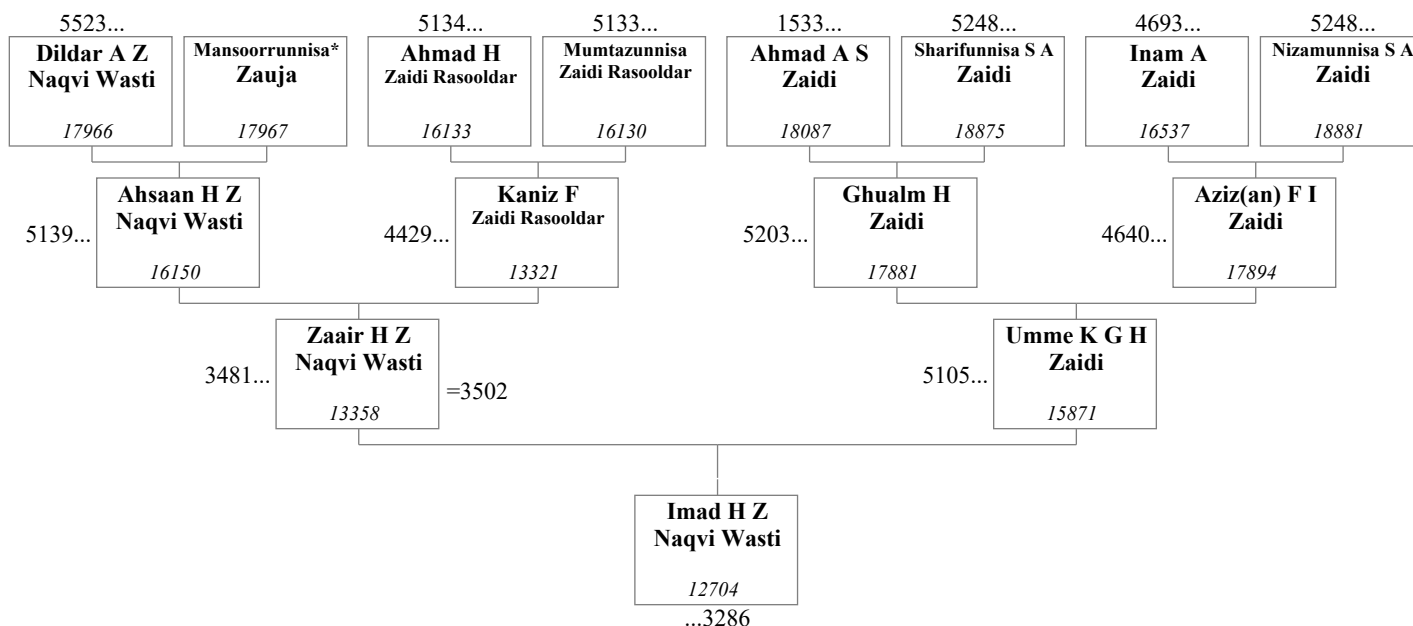 5523...
5134...
5133...
1533...
5248...
4693...
5248...
Dildar A Z
Naqvi Wasti
17966
Mansoorrunnisa*
Zauja
17967
Ahmad H
Zaidi Rasooldar
16133
Mumtazunnisa
Zaidi Rasooldar
16130
Ahmad A S
Zaidi
18087
Sharifunnisa S A
Zaidi
18875
Inam A
Zaidi
16537
Nizamunnisa S A
Zaidi
18881
5139...
Ahsaan H Z
Naqvi Wasti
16150
4429...
Kaniz F
Zaidi Rasooldar
13321
5203...
Ghualm H
Zaidi
17881
4640...
Aziz(an) F I
Zaidi
17894
3481...
Zaair H Z
Naqvi Wasti
13358
=3502
5105...
Umme K G H
Zaidi
15871
Imad H Z
Naqvi Wasti
12704
...3286